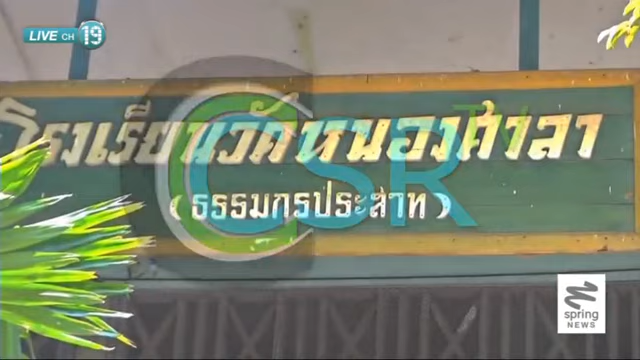 LIVE CH 19
โรงเรียนวัดหนองศาลา
(ธรรมกรประสาท)
CSR
TV
spring
NEWS